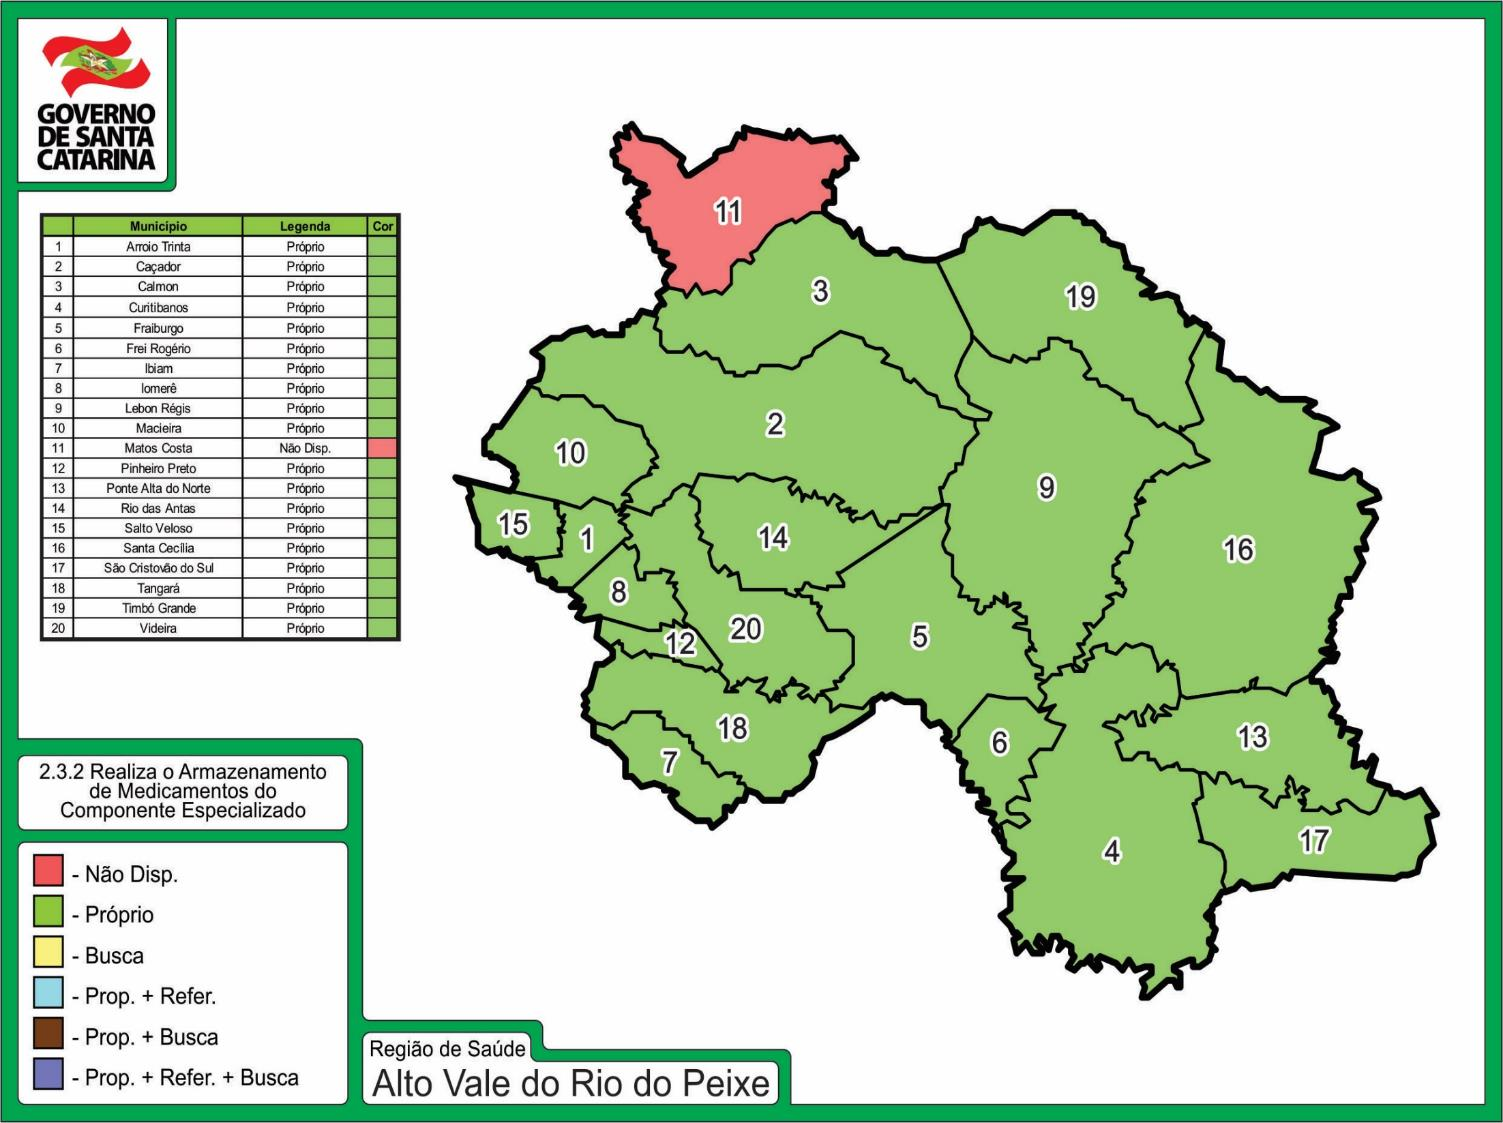 GOVERNO
DE SANTA
CATARINA
Município Legenda Cor
1 Arroio Trinta Próprio
2 Caçador Próprio
3 Calmon Próprio
4 Curitibanos Próprio
5 Fraiburgo Próprio
6 Frei Rogério Próprio
7 Ibiam Próprio
8 Iomerê Próprio
9 Lebon Régis Próprio
10 Macieira Próprio
11 Matos Costa Não Disp.
12 Pinheiro Preto Próprio
13 Ponte Alta do Norte Próprio
14 Rio das Antas Próprio
15 Salto Veloso Próprio
16 Santa Cecília Próprio
17 São Cristovão do Sul Próprio
18 Tangará Próprio
19 Timbó Grande Próprio
20 Videira Próprio
11
3
19
2
10
9
15
1
14
16
8
20
12
5
18
6
13
7
4
17
2.3.2 Realiza o Armazenamento
de Medicamentos do
Componente Especializado
- Não Disp.
- Próprio
- Busca
- Prop. + Refer.
- Prop. + Busca
- Prop. + Refer. + Busca
Região de Saúde
Alto Vale do Rio do Peixe